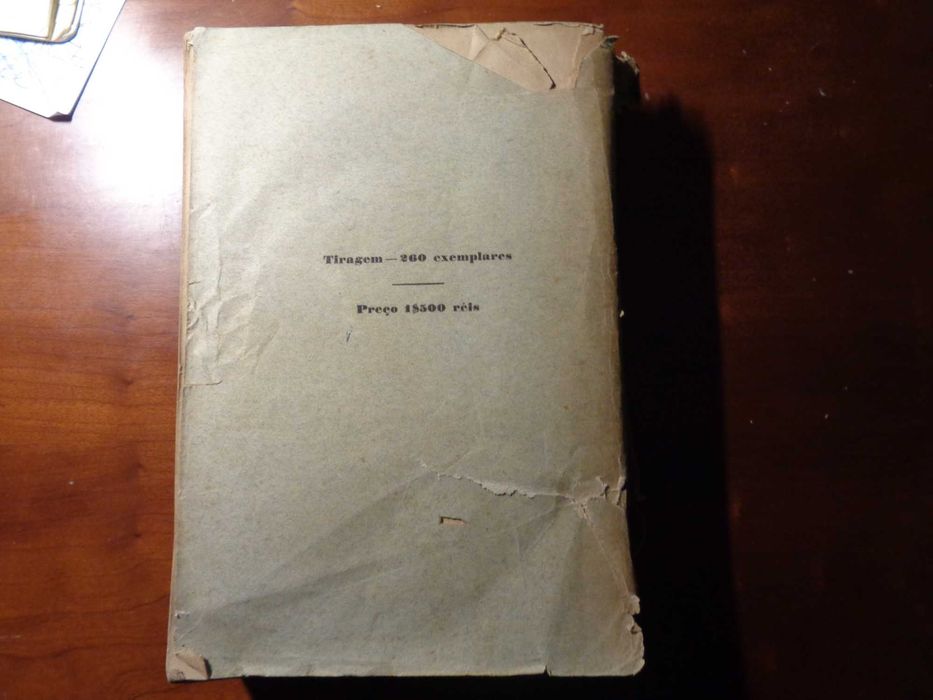 Tiragem — 260 exemplares
Preço 1$500 réis